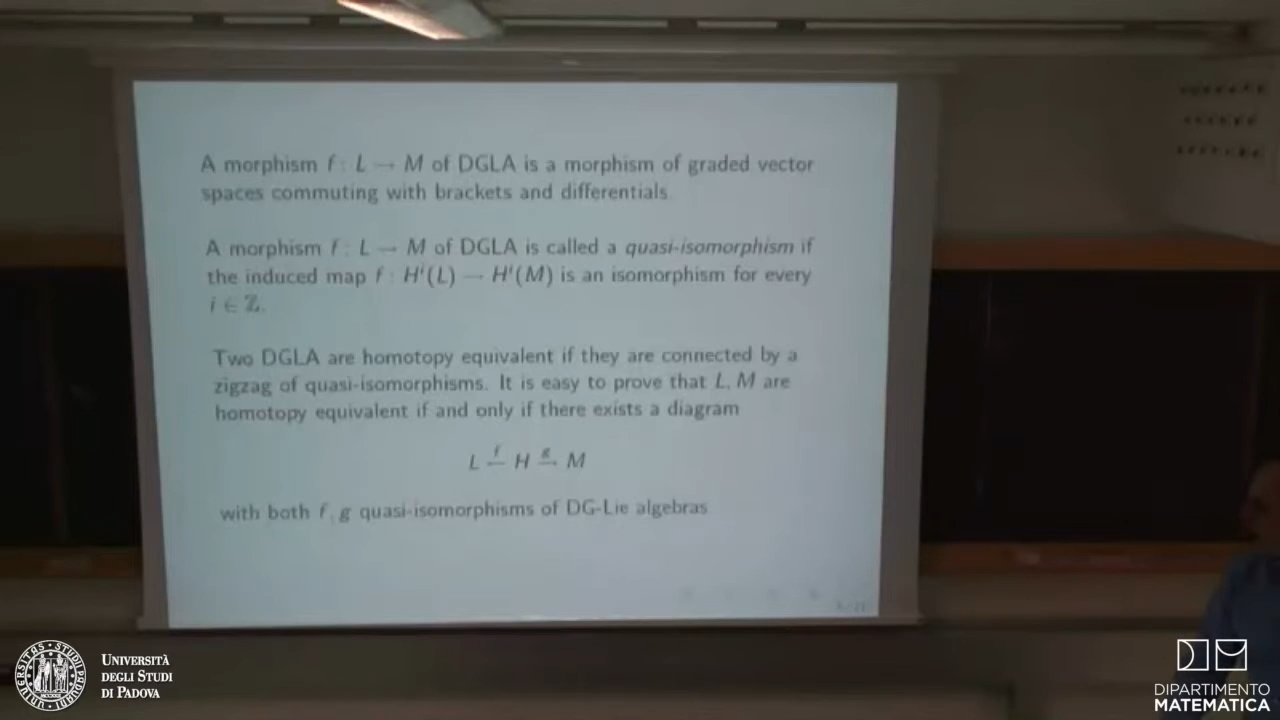 A morphism f : L → M of DGLA is a morphism of graded vector
spaces commuting with brackets and differentials.
A morphism f : L → M of DGLA is called a quasi-isomorphism if
the induced map f : Hⁱ(L) → Hⁱ(M) is an isomorphism for every
i ∈ ℤ.
Two DGLA are homotopy equivalent if they are connected by a
zigzag of quasi-isomorphisms. It is easy to prove that L, M are
homotopy equivalent if and only if there exists a diagram
L ←f H →g M
with both f, g quasi-isomorphisms of DG-Lie algebras
UNIVERSITÀ
DEGLI STUDI
DI PADOVA
DIPARTIMENTO
MATEMATICA